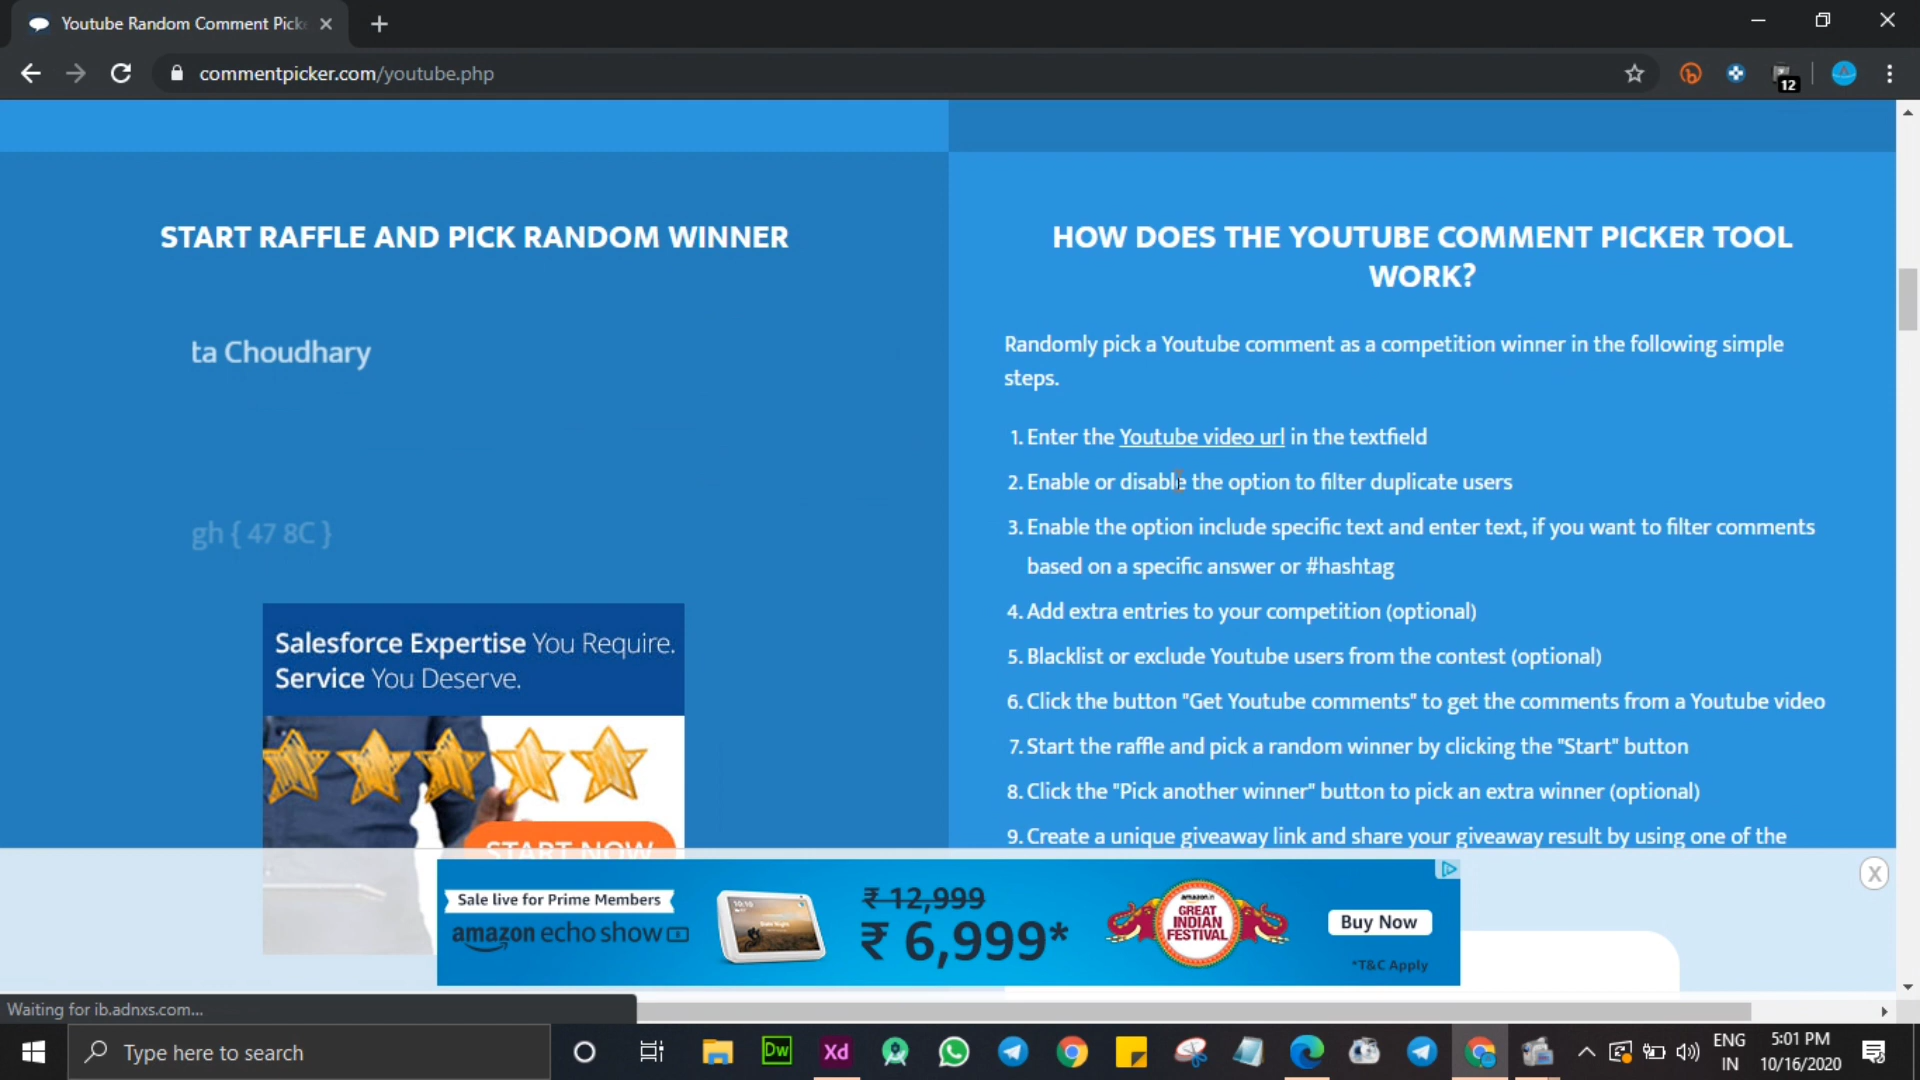 Youtube Random Comment Pick
commentpicker.com/youtube.php
12
START RAFFLE AND PICK RANDOM WINNER
ta Choudhary
gh { 47 8C }
Salesforce Expertise You Require.
Service You Deserve.
START NOW
HOW DOES THE YOUTUBE COMMENT PICKER TOOL
WORK?
Randomly pick a Youtube comment as a competition winner in the following simple
steps.
1. Enter the Youtube video url in the textfield
2. Enable or disable the option to filter duplicate users
3. Enable the option include specific text and enter text, if you want to filter comments
based on a specific answer or #hashtag
4. Add extra entries to your competition (optional)
5. Blacklist or exclude Youtube users from the contest (optional)
6. Click the button "Get Youtube comments" to get the comments from a Youtube video
7. Start the raffle and pick a random winner by clicking the "Start" button
8. Click the "Pick another winner" button to pick an extra winner (optional)
9. Create a unique giveaway link and share your giveaway result by using one of the
Sale live for Prime Members
amazon echo show 5
10:10
₹ 12,999
₹ 6,999*
amazon.in
GREAT
INDIAN
FESTIVAL
Buy Now
*T&C Apply
X
Waiting for ib.adnxs.com...
Type here to search
Dw
Xd
ENG
IN
5:01 PM
10/16/2020